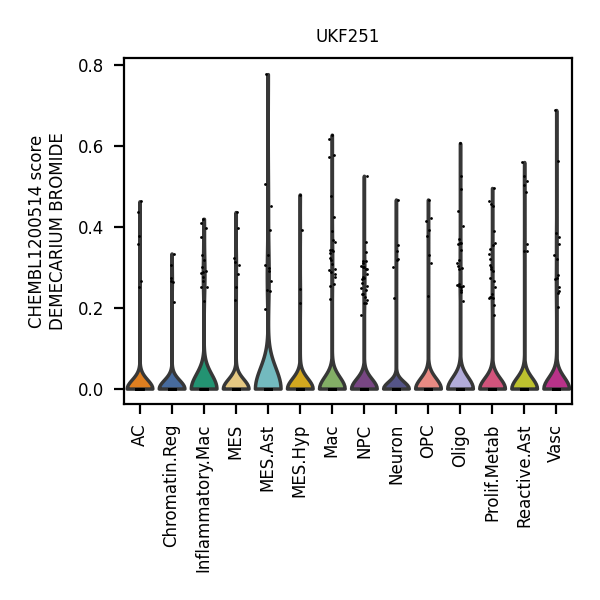 UKF251
CHEMBL1200514 score
DEMECARIUM BROMIDE
0.8
0.6
0.4
0.2
0.0
AC
Chromatin.Reg
Inflammatory.Mac
MES
MES.Ast
MES.Hyp
Mac
NPC
Neuron
OPC
Oligo
Prolif.Metab
Reactive.Ast
Vasc